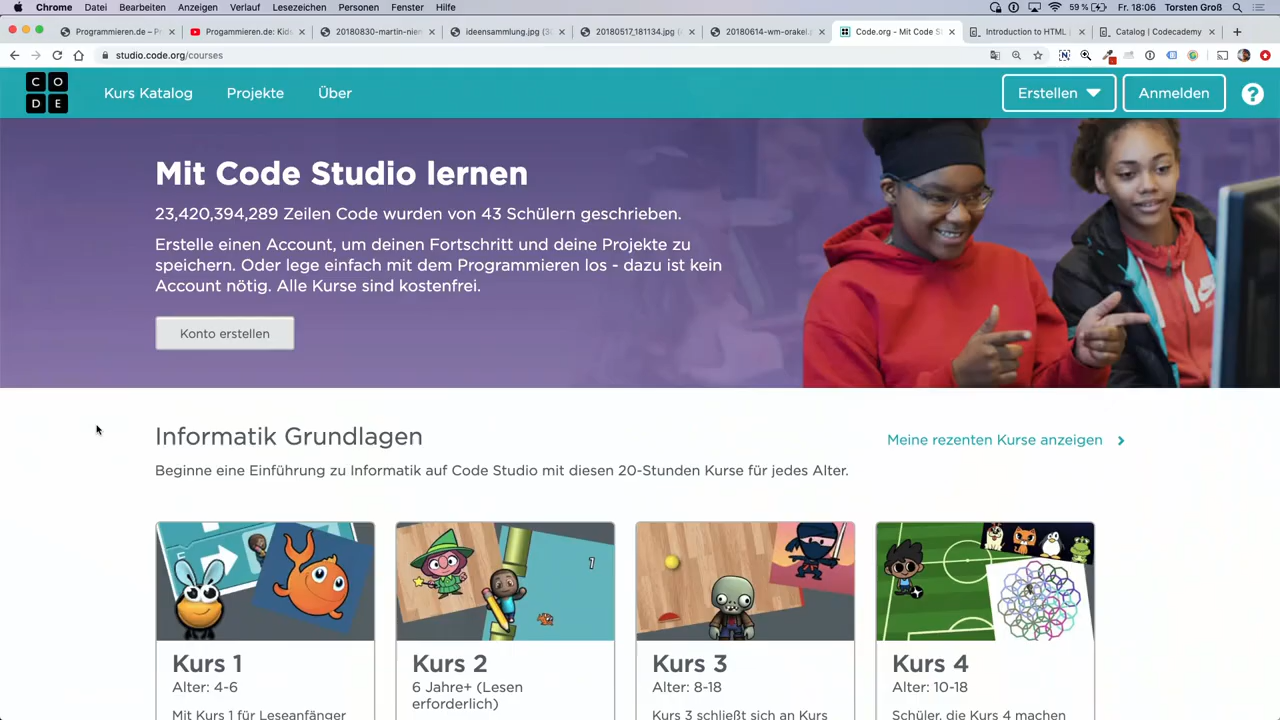 Chrome Datei Bearbeiten Anzeigen Verlauf Lesezeichen Personen Fenster Hilfe
59 % Fr. 18:06 Torsten Groß
Programmieren.de – P
Progammieren.de: Kid
20180830-martin-nien
ideensammlung.jpg (3
20180517_181134.jpg (
20180614-wm-orakel.
Code.org - Mit Code S
Introduction to HTML
Catalog | Codecademy
studio.code.org/courses
CODE
Kurs Katalog Projekte Über Erstellen Anmelden ?
Mit Code Studio lernen
23,420,394,289 Zeilen Code wurden von 43 Schülern geschrieben.
Erstelle einen Account, um deinen Fortschritt und deine Projekte zu
speichern. Oder lege einfach mit dem Programmieren los - dazu ist kein
Account nötig. Alle Kurse sind kostenfrei.
Konto erstellen
Informatik Grundlagen
Meine rezenten Kurse anzeigen
Beginne eine Einführung zu Informatik auf Code Studio mit diesen 20-Stunden Kurse für jedes Alter.
1
Kurs 1
Alter: 4-6
Mit Kurs 1 für Leseanfänger
Kurs 2
6 Jahre+ (Lesen
erforderlich)
Kurs 3
Alter: 8-18
Kurs 3 schließt sich an Kurs
Kurs 4
Alter: 10-18
Schüler, die Kurs 4 machen